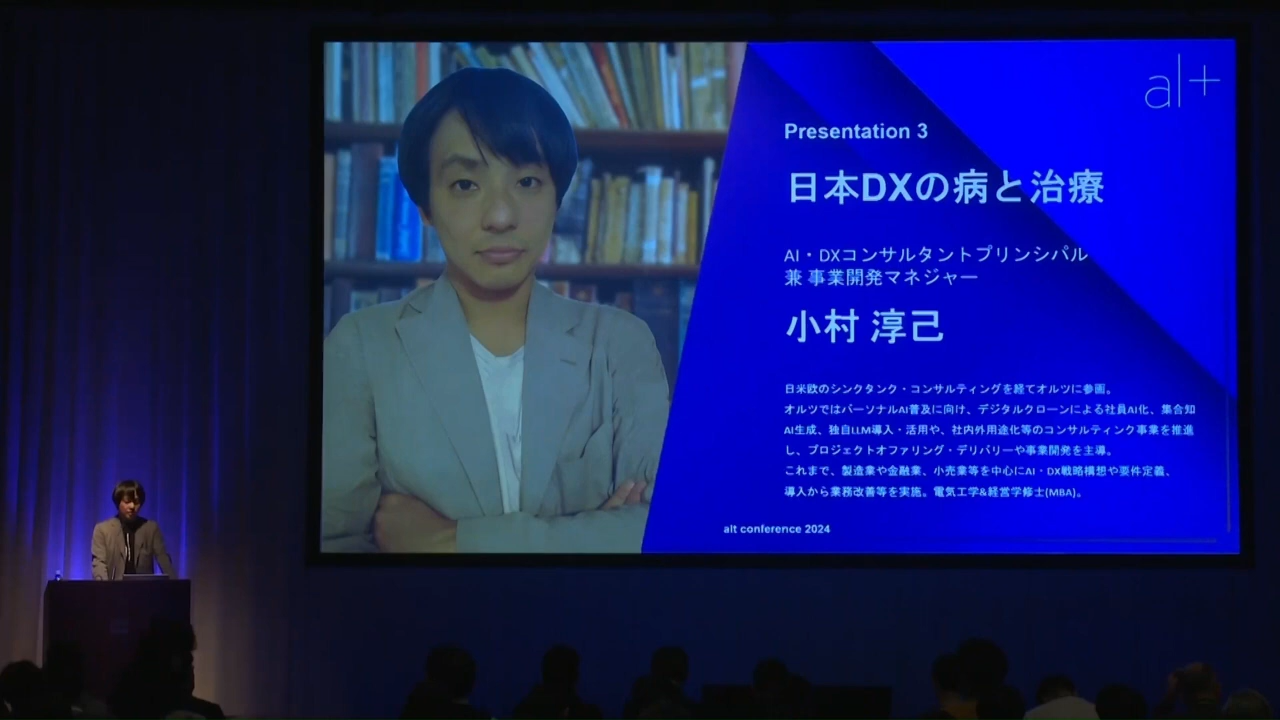 al+
Presentation 3
日本DXの病と治療
AI・DXコンサルタントプリンシパル
兼 事業開発マネジャー
小村 淳己
日米欧のシンクタンク・コンサルティングを経てオルツに参画。
オルツではパーソナルAI普及に向け、デジタルクローンによる社員AI化、集合知
AI生成、独自LLM導入・活用や、社内外用途化等のコンサルティング事業を推進
し、プロジェクトオファリング・デリバリーや事業開発を主導。
これまで、製造業や金融業、小売業等を中心にAI・DX戦略構想や要件定義、
導入から業務改善等を実施。電気工学&経営学修士(MBA)。
alt conference 2024